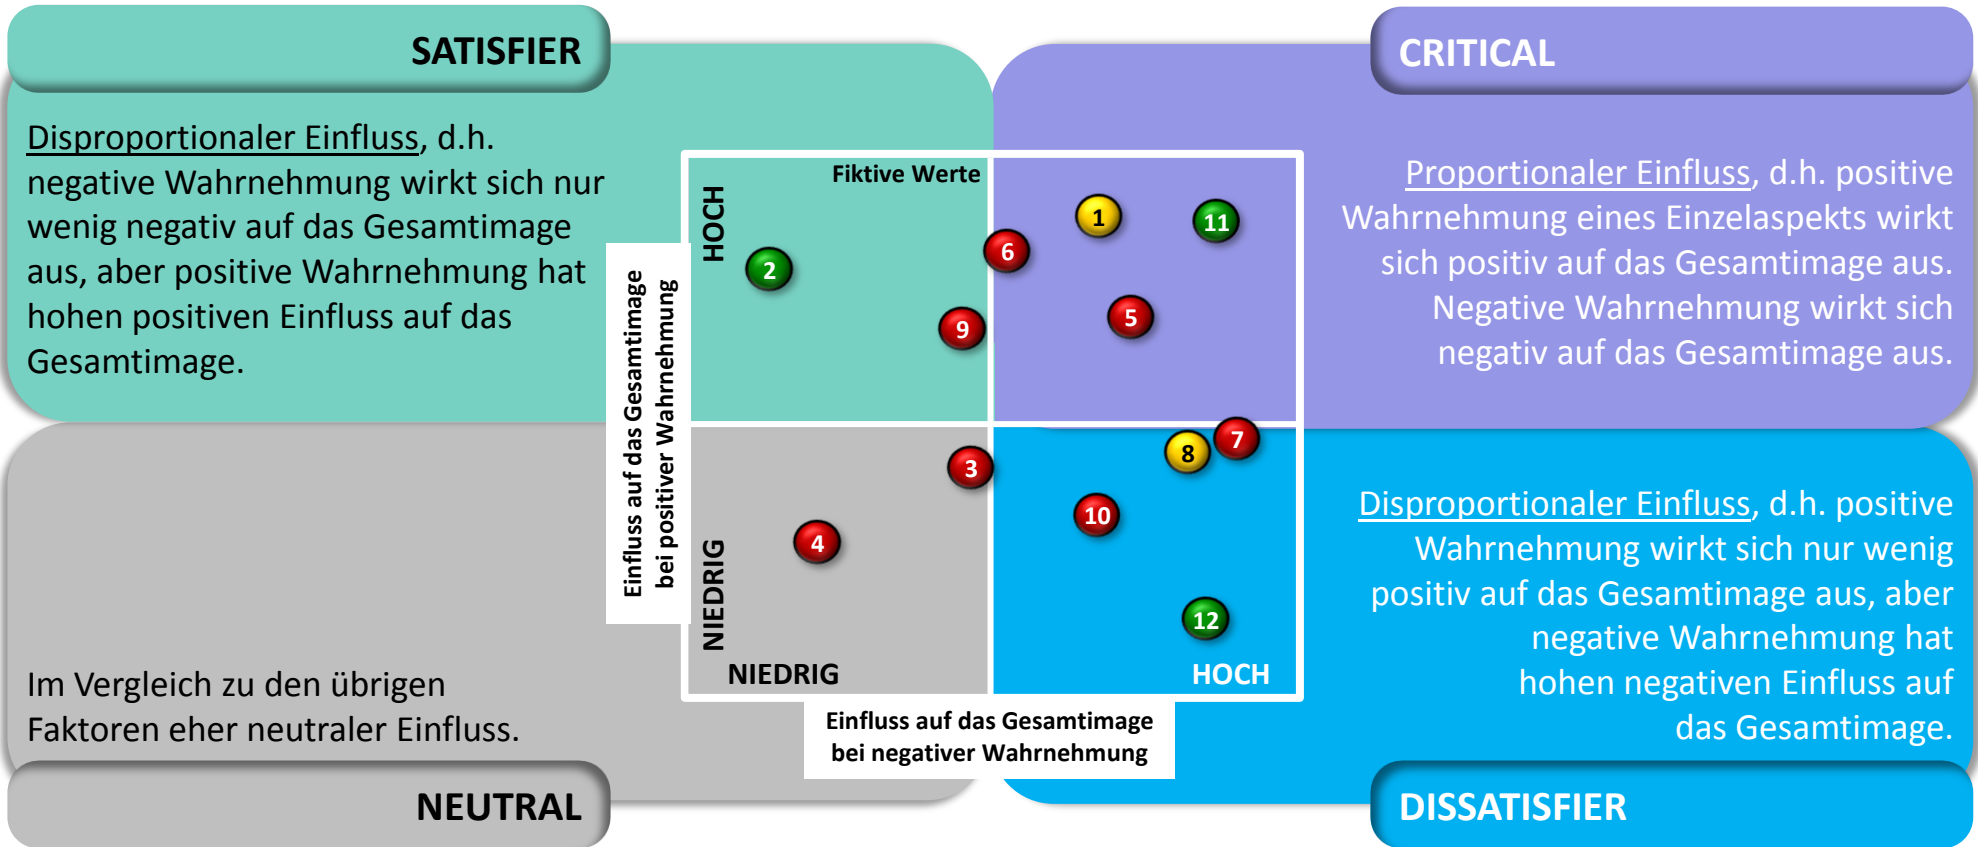 SATISFIER
Disproportionaler Einfluss, d.h.
negative Wahrnehmung wirkt sich nur
wenig negativ auf das Gesamtimage
aus, aber positive Wahrnehmung hat
hohen positiven Einfluss auf das
Gesamtimage.
CRITICAL
Proportionaler Einfluss, d.h. positive
Wahrnehmung eines Einzelaspekts wirkt
sich positiv auf das Gesamtimage aus.
Negative Wahrnehmung wirkt sich
negativ auf das Gesamtimage aus.
Fiktive Werte
HOCH
NIEDRIG
Einfluss auf das Gesamtimage
bei positiver Wahrnehmung
1
11
6
2
5
9
7
8
3
10
4
12
NIEDRIG
HOCH
Einfluss auf das Gesamtimage
bei negativer Wahrnehmung
Im Vergleich zu den übrigen
Faktoren eher neutraler Einfluss.
NEUTRAL
Disproportionaler Einfluss, d.h. positive
Wahrnehmung wirkt sich nur wenig
positiv auf das Gesamtimage aus, aber
negative Wahrnehmung hat
hohen negativen Einfluss auf
das Gesamtimage.
DISSATISFIER